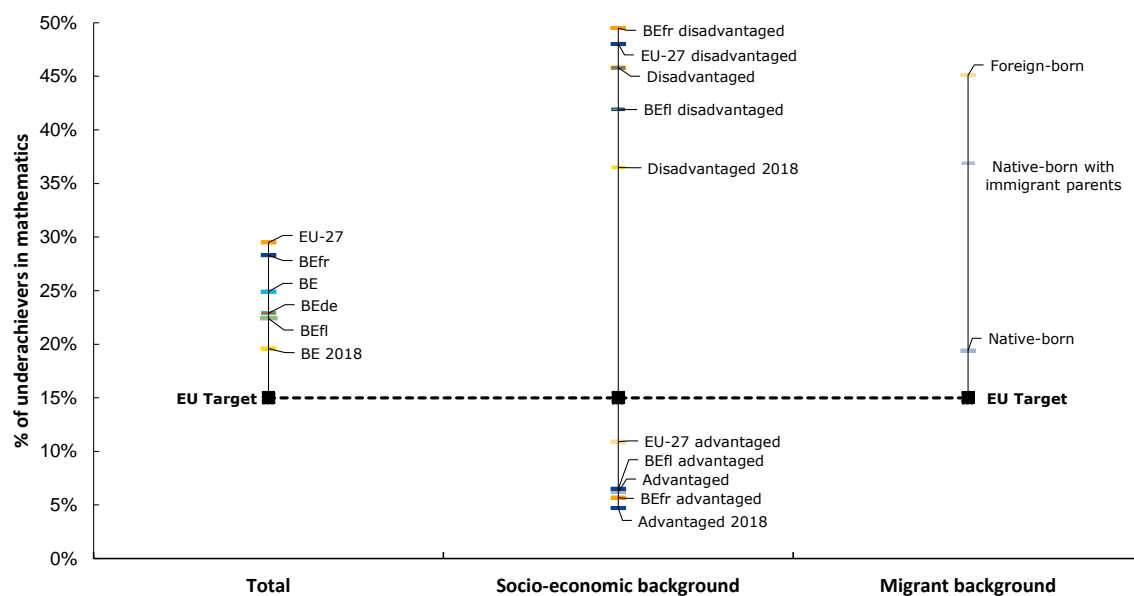 % of underachievers in mathematics
50%
45%
40%
35%
30%
25%
20%
15%
10%
5%
0%
EU-27
BEfr
BE
BEde
BEfl
BE 2018
EU Target
BEfr disadvantaged
EU-27 disadvantaged
Disadvantaged
BEfl disadvantaged
Disadvantaged 2018
EU-27 advantaged
BEfl advantaged
Advantaged
BEfr advantaged
Advantaged 2018
Foreign-born
Native-born with
immigrant parents
Native-born
EU Target
Total
Socio-economic background
Migrant background